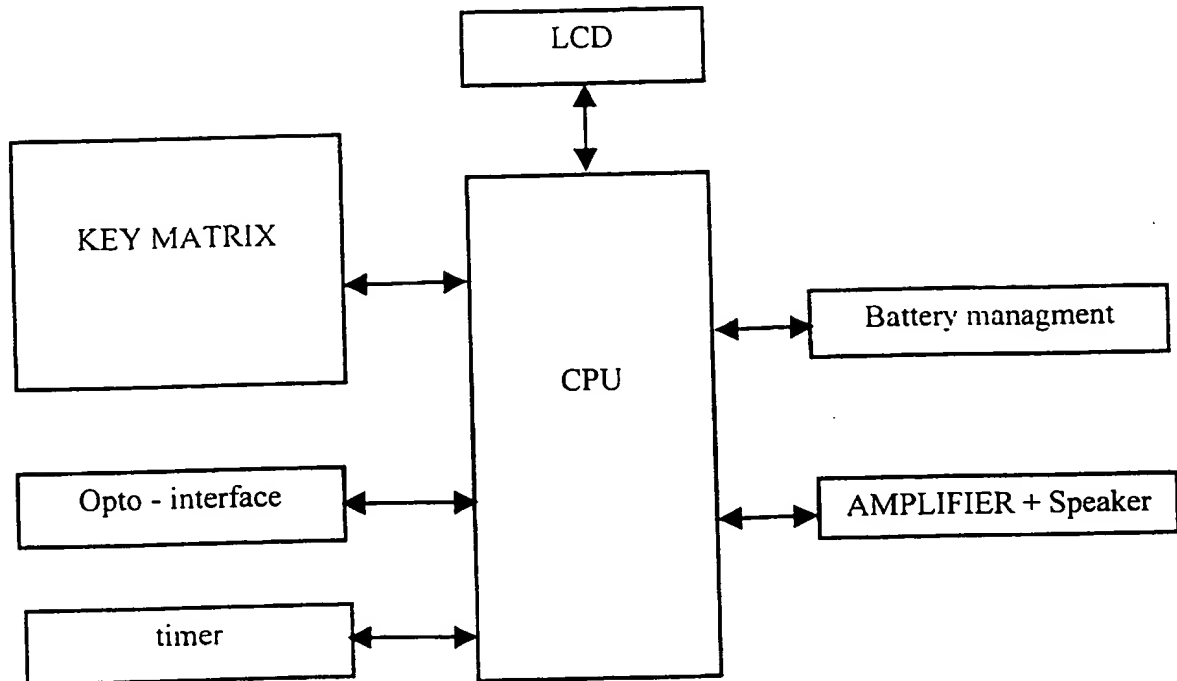 LCD
KEY MATRIX
CPU
Battery managment
Opto - interface
AMPLIFIER + Speaker
timer